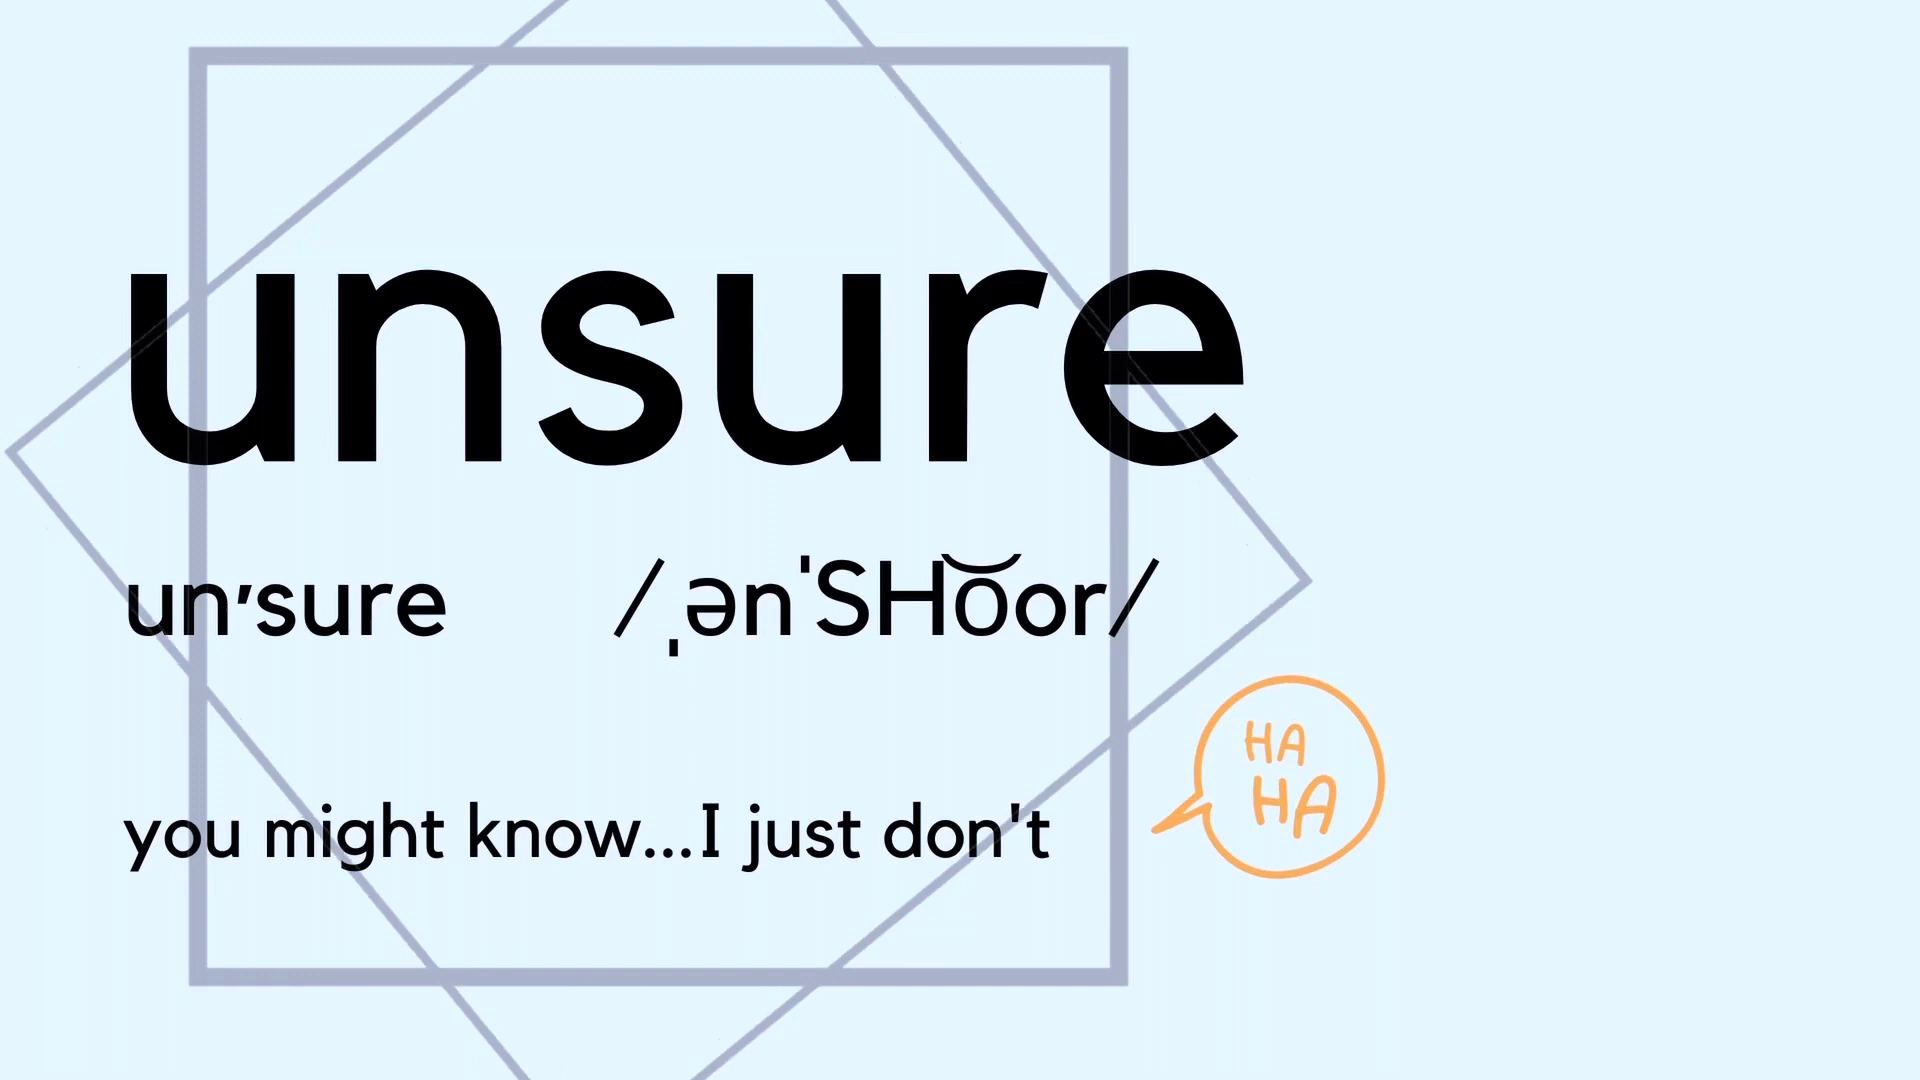 unsure
un'sure /ˌənˈSHo͝or/
you might know...I just don't
HA
HA